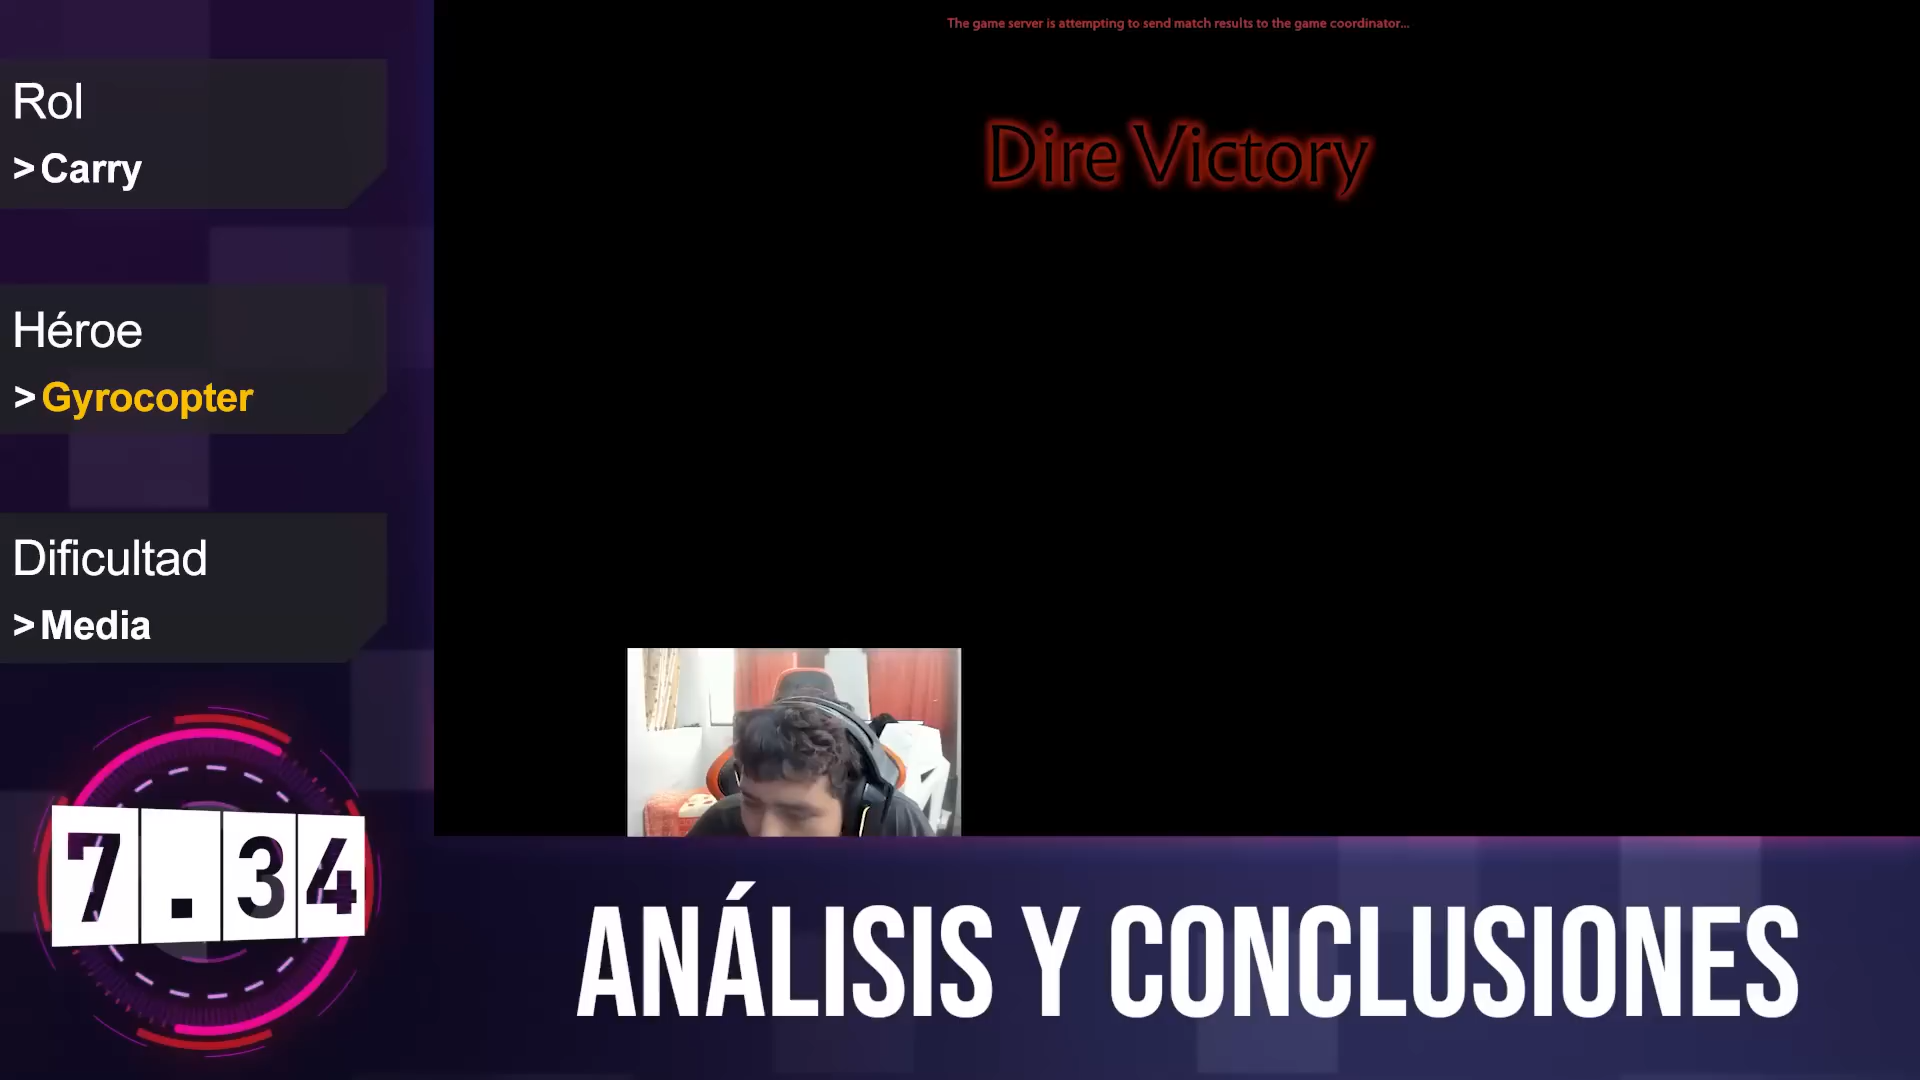 Rol
>Carry
Héroe
>Gyrocopter
Dificultad
>Media
7.34
The game server is attempting to send match results to the game coordinator...
Dire Victory
ANÁLISIS Y CONCLUSIONES